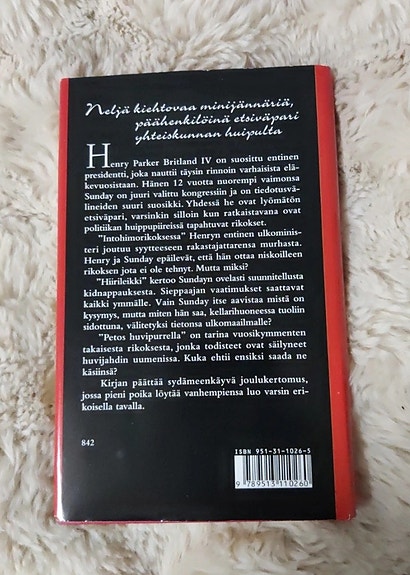 Neljä kiehtovaa minijännäriä,
päähenkilöinä etsiväpari
yhteiskunnan huipulta
Henry Parker Britland IV on suosittu entinen
presidentti, joka nauttii täysin rinnoin varhaisista elä-
kevuosistaan. Hänen 12 vuotta nuorempi vaimonsa
Sunday on juuri valittu kongressiin ja on tiedotusvä-
lineiden suuri suosikki. Yhdessä he ovat lyömätön
etsiväpari, varsinkin silloin kun ratkaistavana ovat
politiikan huippupiireissä tapahtuvat rikokset.
"Intohimorikoksessa" Henryn entinen ulkominis-
teri joutuu syytteeseen rakastajattarensa murhasta.
Henry ja Sunday epäilevät, että hän ottaa niskoilleen
rikoksen jota ei ole tehnyt. Mutta miksi?
"Hiirileikki" kertoo Sundayn ovelasti suunnitellusta
kidnappauksesta. Sieppaajan vaatimukset saattavat
kaikki ymmälle. Vain Sunday itse aavistaa mistä on
kysymys, mutta miten hän saa, kellarihuoneessa tuoliin
sidottuna, välitetyksi tietonsa ulkomaailmalle?
"Petos huvipurrella" on tarina vuosikymmenten
takaisesta rikoksesta, jonka todisteet ovat säilyneet
huvijahdin uumenissa. Kuka ehtii ensiksi saada ne
käsiinsä?
Kirjan päättää sydämeenkäyvä joulukertomus,
jossa pieni poika löytää vanhempiensa luo varsin eri-
koisella tavalla.
842
ISBN 951-31-1026-5
9 789513 110260